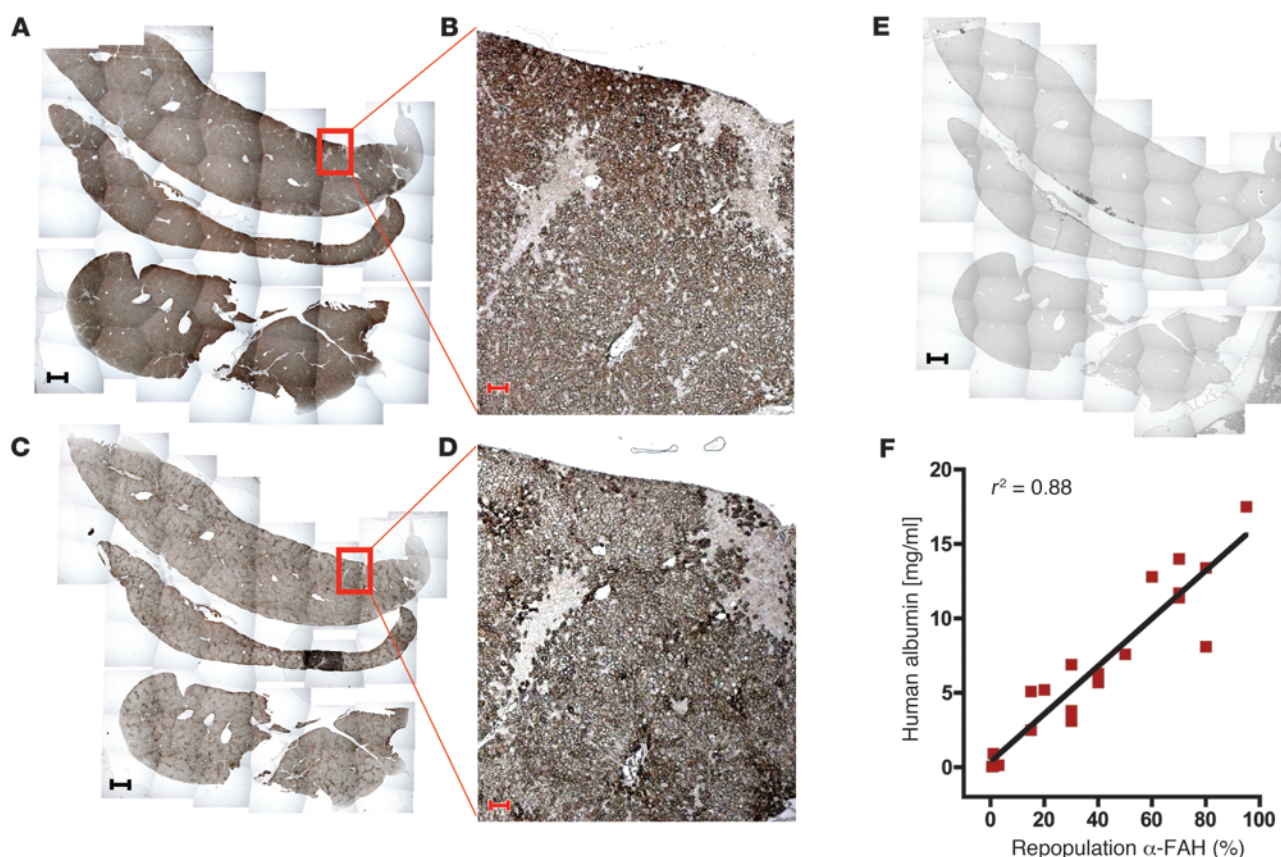 A
B
E
C
D
F
r² = 0.88
Human albumin [mg/ml]
20
15
10
5
0
0
20
40
60
80
100
Repopulation α-FAH (%)